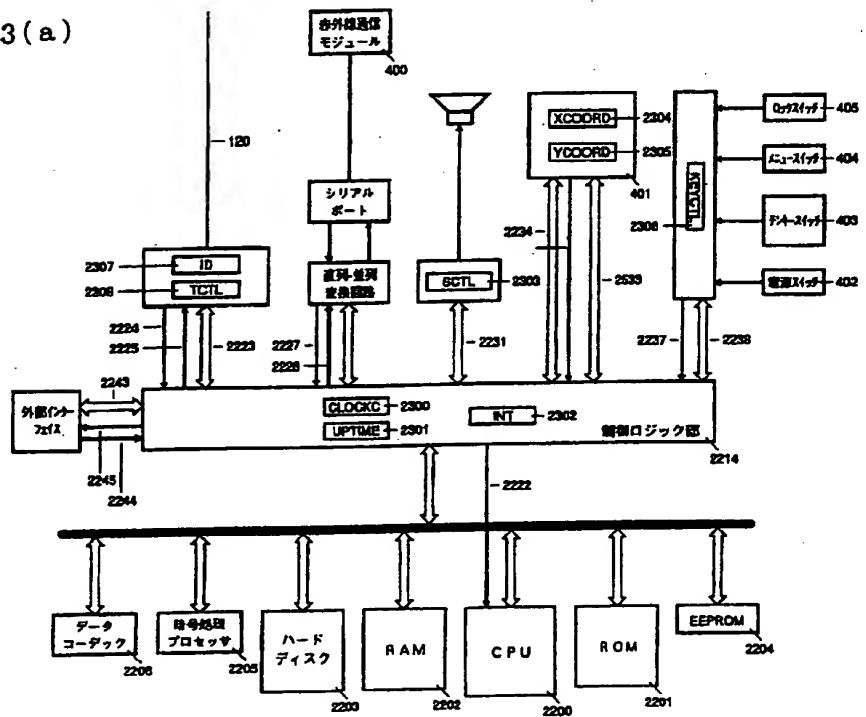 3(a)
赤外線通信
モジュール
400
120
シリアル
ポート
XCOORD
2304
YCOORD
2305
401
KEYCTL
2306
ロックスイッチ
405
メニュースイッチ
404
テンキースイッチ
403
電源スイッチ
402
2307
ID
2308
TCTL
直列-並列
変換回路
SCTL
2303
2234
2533
2224
2225
2223
2227
2226
2231
2237
2238
2243
外部インター
フェイス
2245
2244
CLOCKC
2300
UPTIME
2301
INT
2302
制御ロジック部
2214
2222
データ
コーデック
2206
暗号処理
プロセッサ
2205
ハード
ディスク
2203
RAM
2202
CPU
2200
ROM
2201
EEPROM
2204